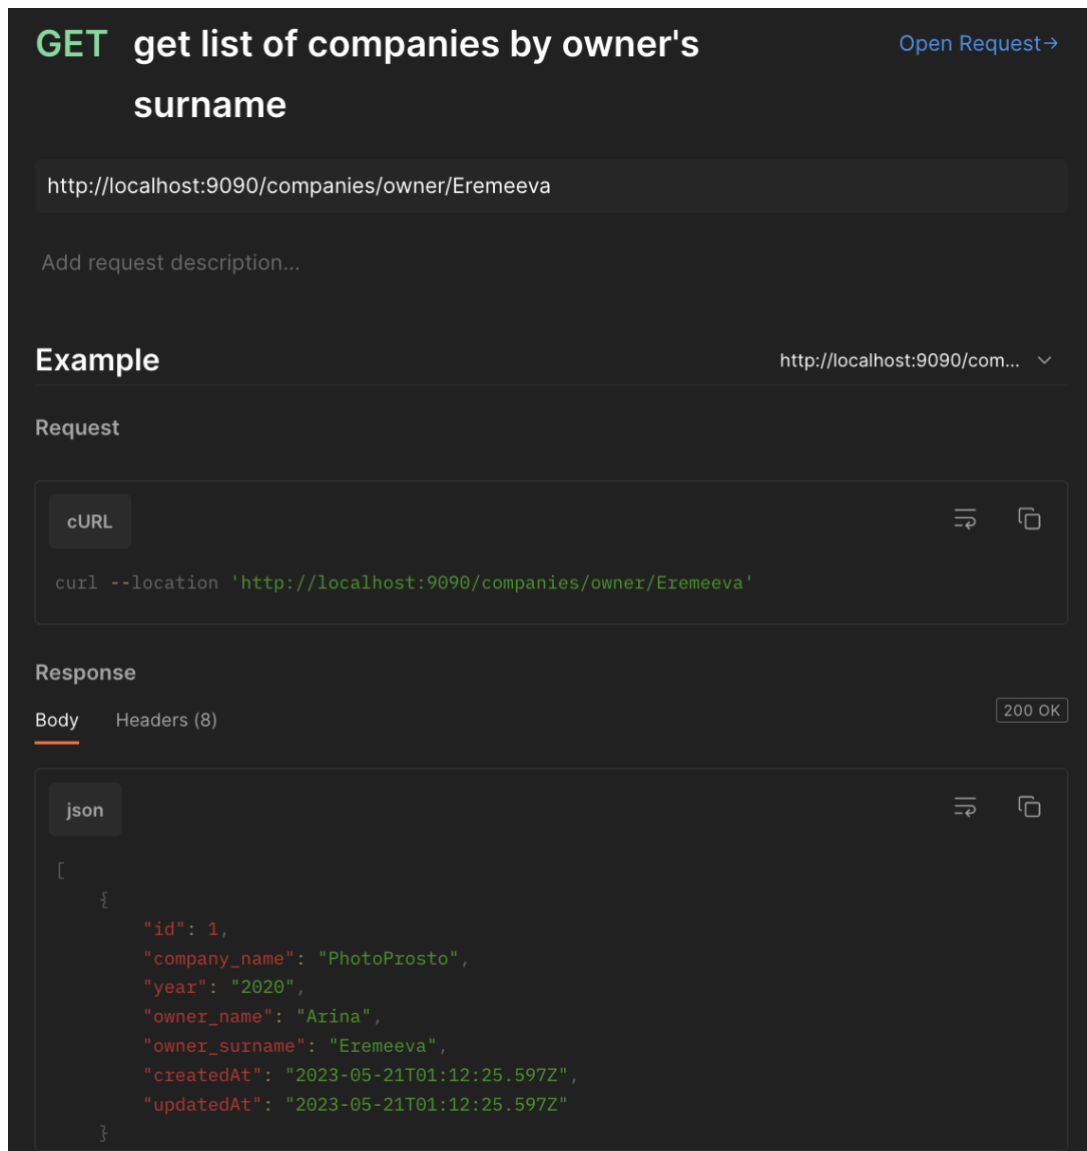 GET get list of companies by owner's
surname
Open Request→
http://localhost:9090/companies/owner/Eremeeva
Add request description...
Example
http://localhost:9090/com...
Request
cURL
curl --location 'http://localhost:9090/companies/owner/Eremeeva'
Response
Body Headers (8)
200 OK
json
[
{
"id": 1,
"company_name": "PhotoProsto",
"year": "2020",
"owner_name": "Arina",
"owner_surname": "Eremeeva",
"createdAt": "2023-05-21T01:12:25.597Z",
"updatedAt": "2023-05-21T01:12:25.597Z"
}